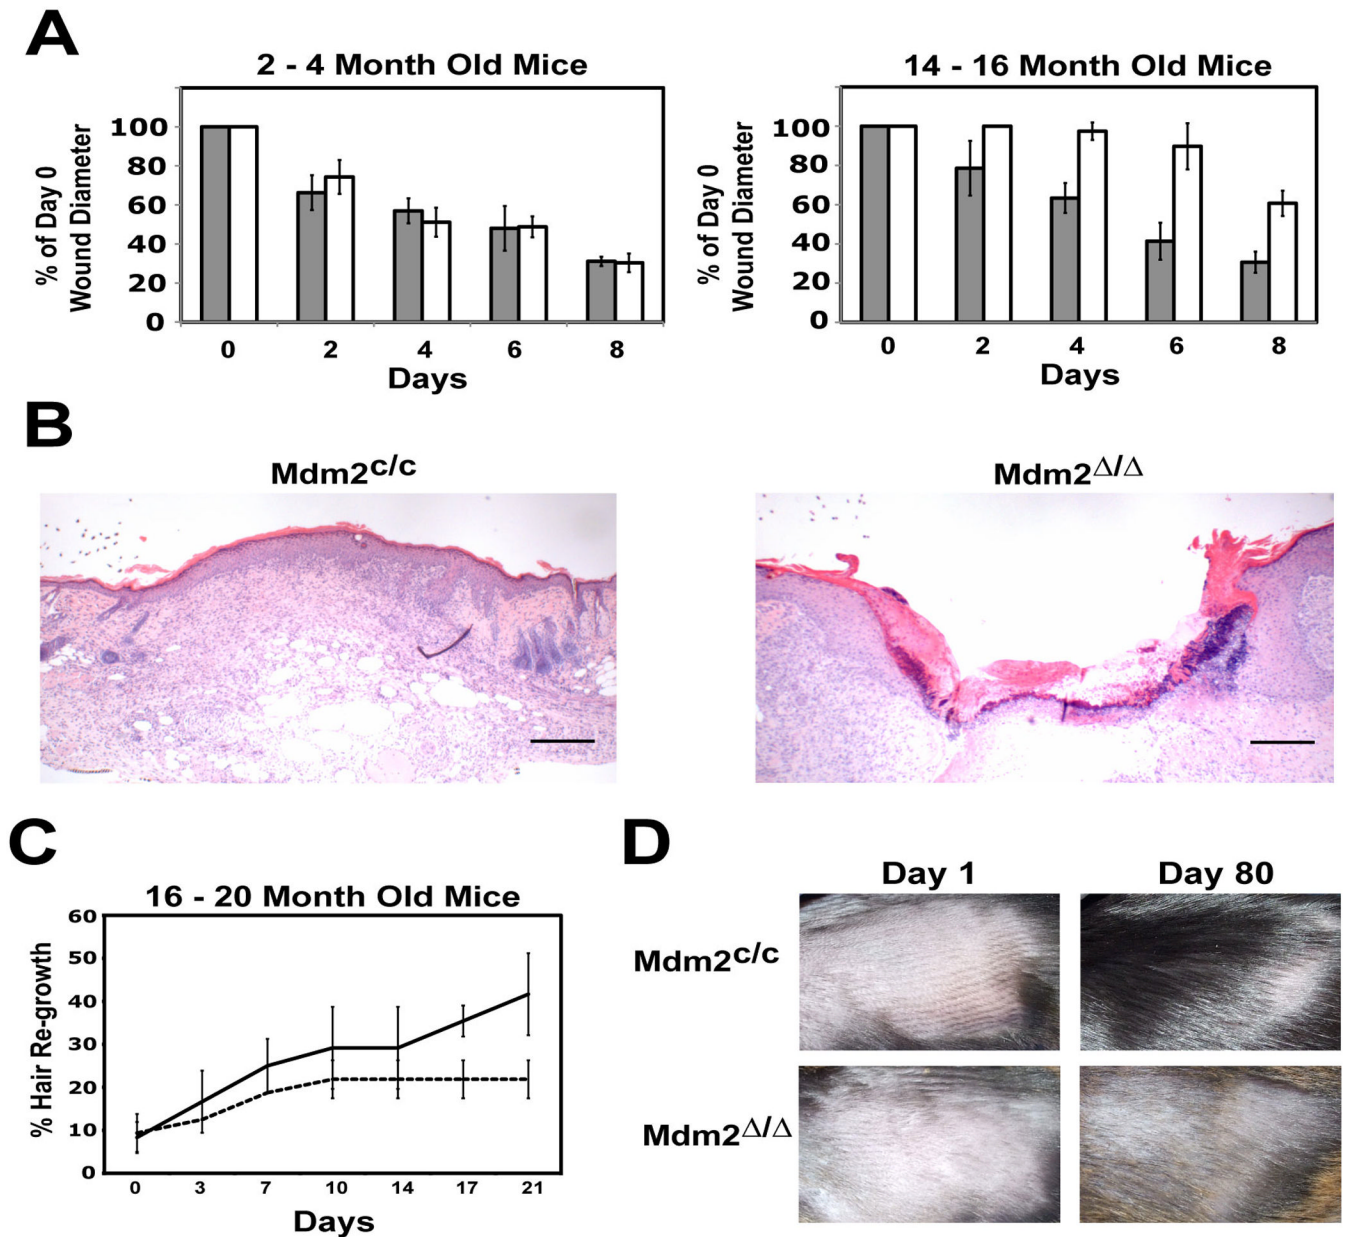 A
2 - 4 Month Old Mice
% of Day 0
Wound Diameter
100
80
60
40
20
0
0 2 4 6 8
Days
14 - 16 Month Old Mice
% of Day 0
Wound Diameter
100
80
60
40
20
0
0 2 4 6 8
Days
B
Mdm2c/c
Mdm2Δ/Δ
C
16 - 20 Month Old Mice
% Hair Re-growth
60
50
40
30
20
10
0
0 3 7 10 14 17 21
Days
D
Day 1 Day 80
Mdm2c/c
Mdm2Δ/Δ